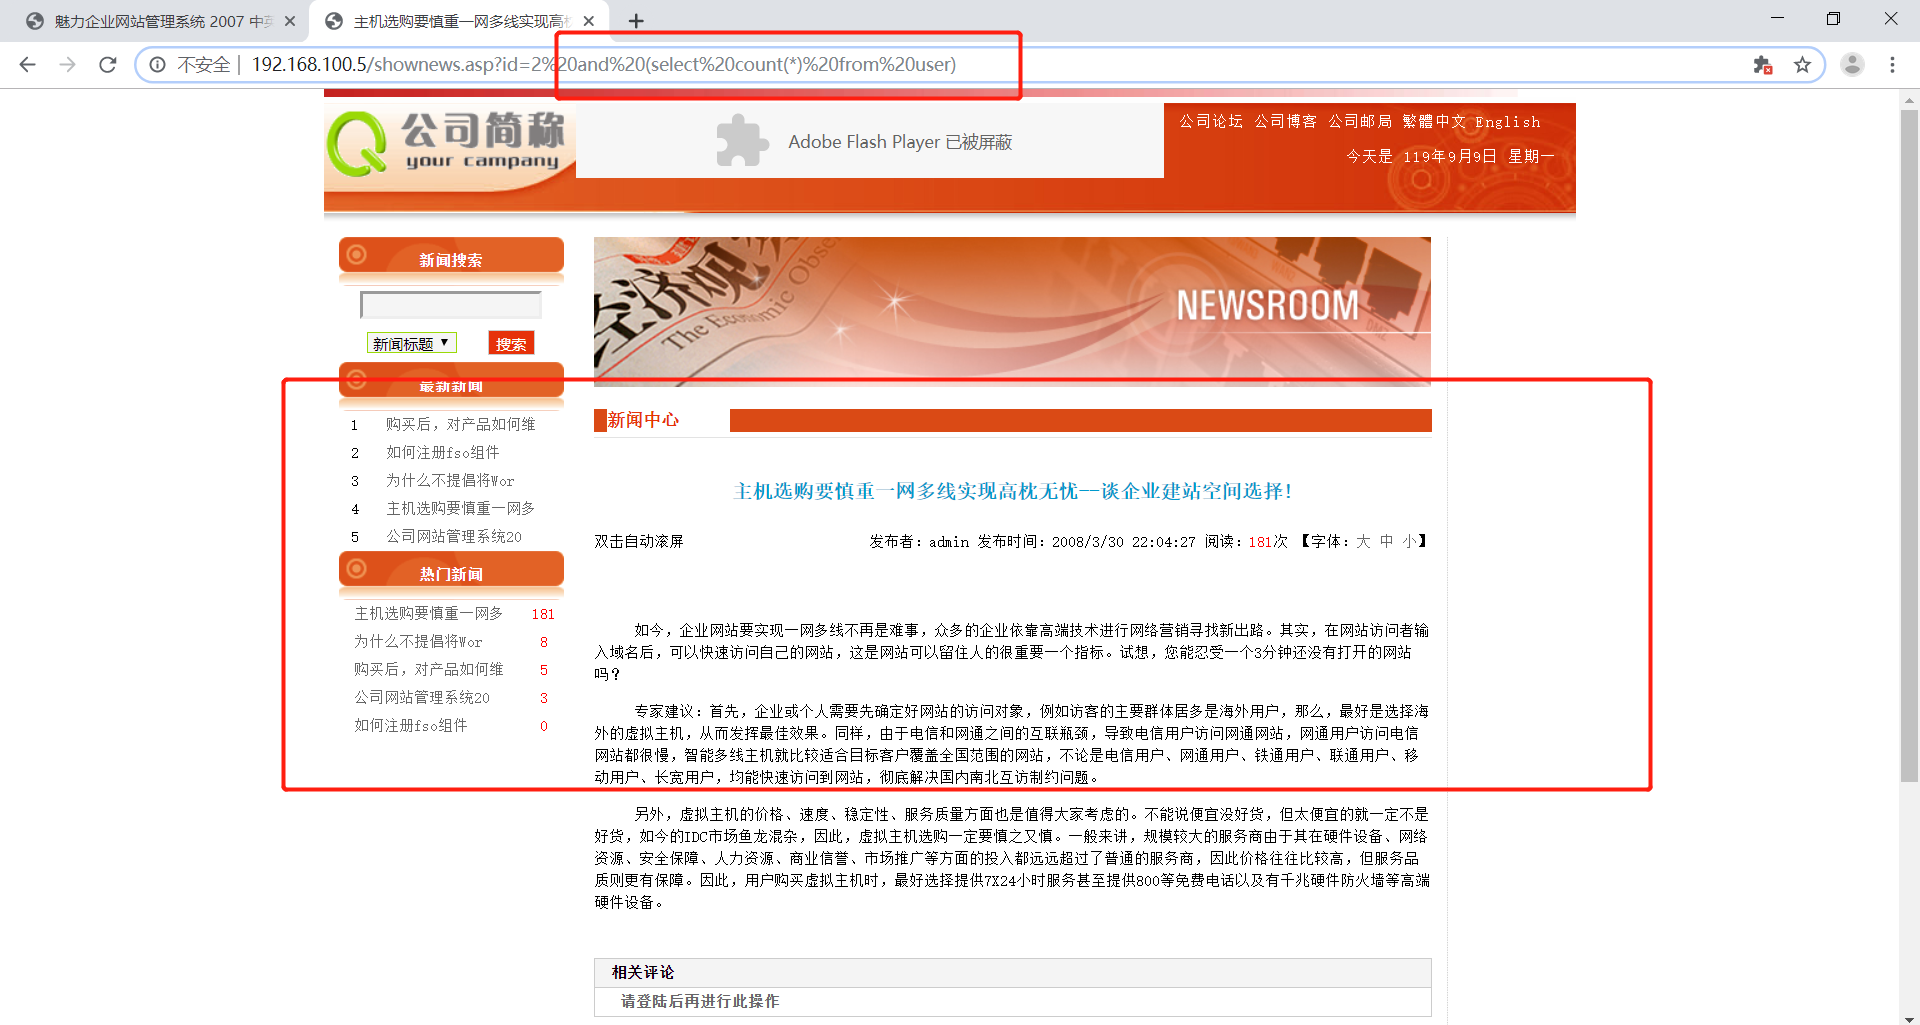 魅力企业网站管理系统 2007 中英
主机选购要慎重一网多线实现高枕
不安全 | 192.168.100.5/shownews.asp?id=2%20and%20(select%20count(*)%20from%20user)
公司简称
your campany
Adobe Flash Player 已被屏蔽
公司论坛 公司博客 公司邮局 繁體中文 English
今天是 119年9月9日 星期一
新闻搜索
新闻标题
搜索
The Economic Obse
NEWSROOM
最新新闻
1 购买后，对产品如何维
2 如何注册fso组件
3 为什么不提倡将Wor
4 主机选购要慎重一网多
5 公司网站管理系统20
热门新闻
主机选购要慎重一网多 181
为什么不提倡将Wor 8
购买后，对产品如何维 5
公司网站管理系统20 3
如何注册fso组件 0
新闻中心
主机选购要慎重一网多线实现高枕无忧--谈企业建站空间选择！
双击自动滚屏 发布者：admin 发布时间：2008/3/30 22:04:27 阅读：181次 【字体：大 中 小】
如今，企业网站要实现一网多线不再是难事，众多的企业依靠高端技术进行网络营销寻找新出路。其实，在网站访问者输
入域名后，可以快速访问自己的网站，这是网站可以留住人的很重要一个指标。试想，您能忍受一个3分钟还没有打开的网站
吗？
专家建议：首先，企业或个人需要先确定好网站的访问对象，例如访客的主要群体居多是海外用户，那么，最好是选择海
外的虚拟主机，从而发挥最佳效果。同样，由于电信和网通之间的互联瓶颈，导致电信用户访问网通网站，网通用户访问电信
网站都很慢，智能多线主机就比较适合目标客户覆盖全国范围的网站，不论是电信用户、网通用户、铁通用户、联通用户、移
动用户、长宽用户，均能快速访问到网站，彻底解决国内南北互访制约问题。
另外，虚拟主机的价格、速度、稳定性、服务质量方面也是值得大家考虑的。不能说便宜没好货，但太便宜的就一定不是
好货，如今的IDC市场鱼龙混杂，因此，虚拟主机选购一定要慎之又慎。一般来讲，规模较大的服务商由于其在硬件设备、网络
资源、安全保障、人力资源、商业信誉、市场推广等方面的投入都远远超过了普通的服务商，因此价格往往比较高，但服务品
质则更有保障。因此，用户购买虚拟主机时，最好选择提供7X24小时服务甚至提供800等免费电话以及有千兆硬件防火墙等高端
硬件设备。
相关评论
请登陆后再进行此操作